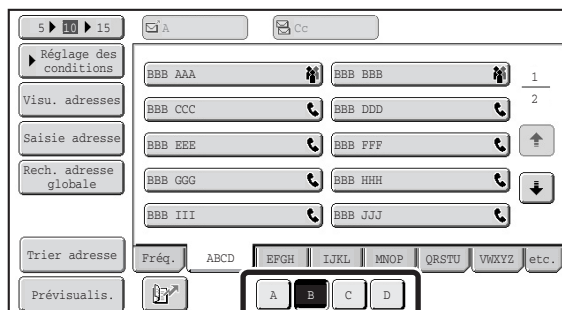 5 10 15
A
Cc
Réglage des
conditions
Visu. adresses
Saisie adresse
Rech. adresse
globale
Trier adresse
Prévisualis.
BBB AAA
BBB BBB
BBB CCC
BBB DDD
BBB EEE
BBB FFF
BBB GGG
BBB HHH
BBB III
BBB JJJ
1
2
Fréq.
ABCD
EFGH
IJKL
MNOP
QRSTU
VWXYZ
etc.
A
B
C
D